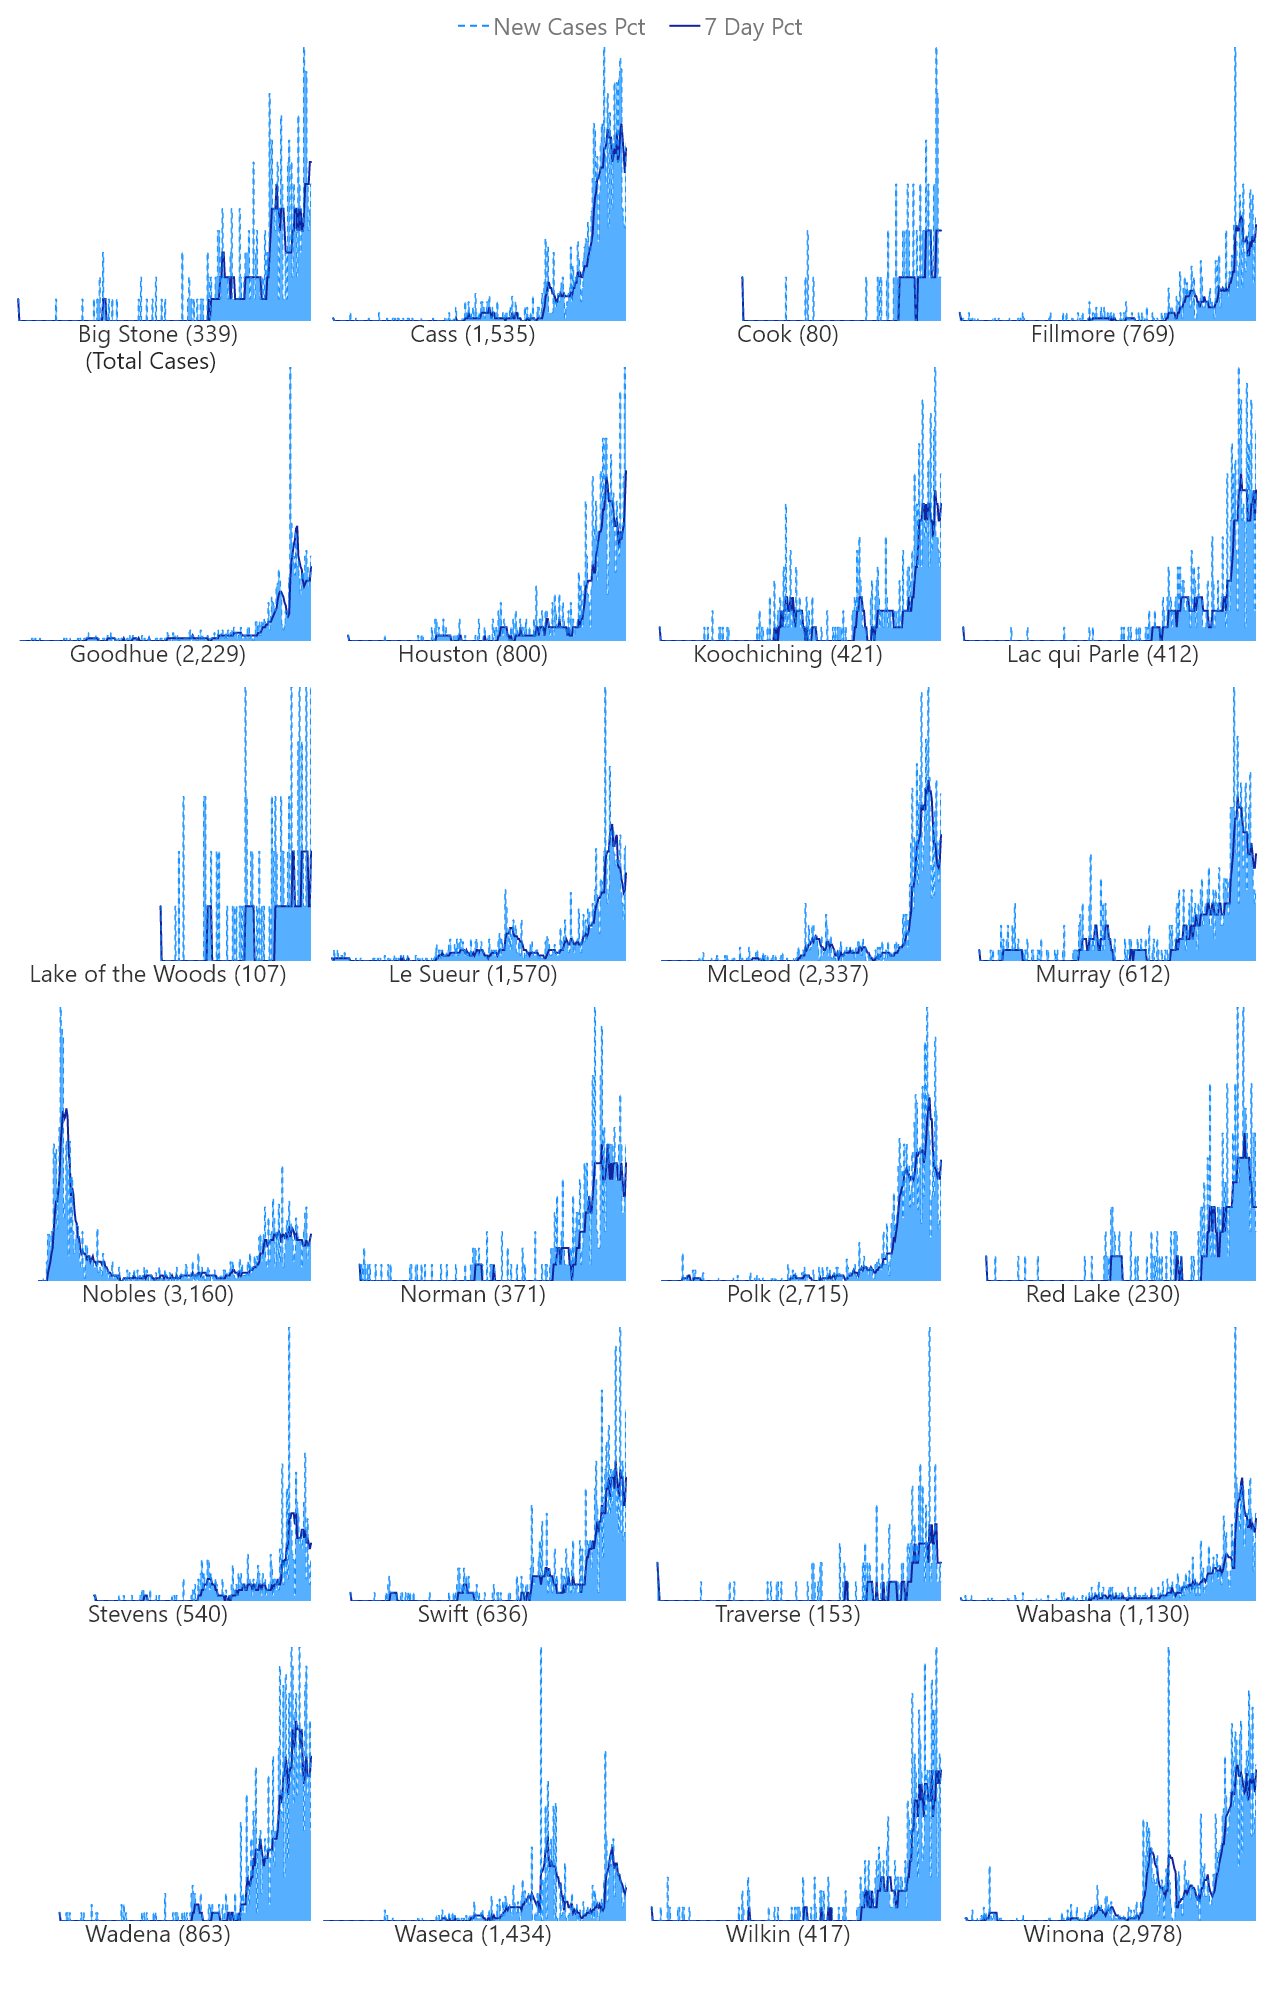 New Cases Pct 7 Day Pct
Big Stone (339) Cass (1,535) Cook (80) Fillmore (769)
(Total Cases)
Goodhue (2,229) Houston (800) Koochiching (421) Lac qui Parle (412)
Lake of the Woods (107) Le Sueur (1,570) McLeod (2,337) Murray (612)
Nobles (3,160) Norman (371) Polk (2,715) Red Lake (230)
Stevens (540) Swift (636) Traverse (153) Wabasha (1,130)
Wadena (863) Waseca (1,434) Wilkin (417) Winona (2,978)